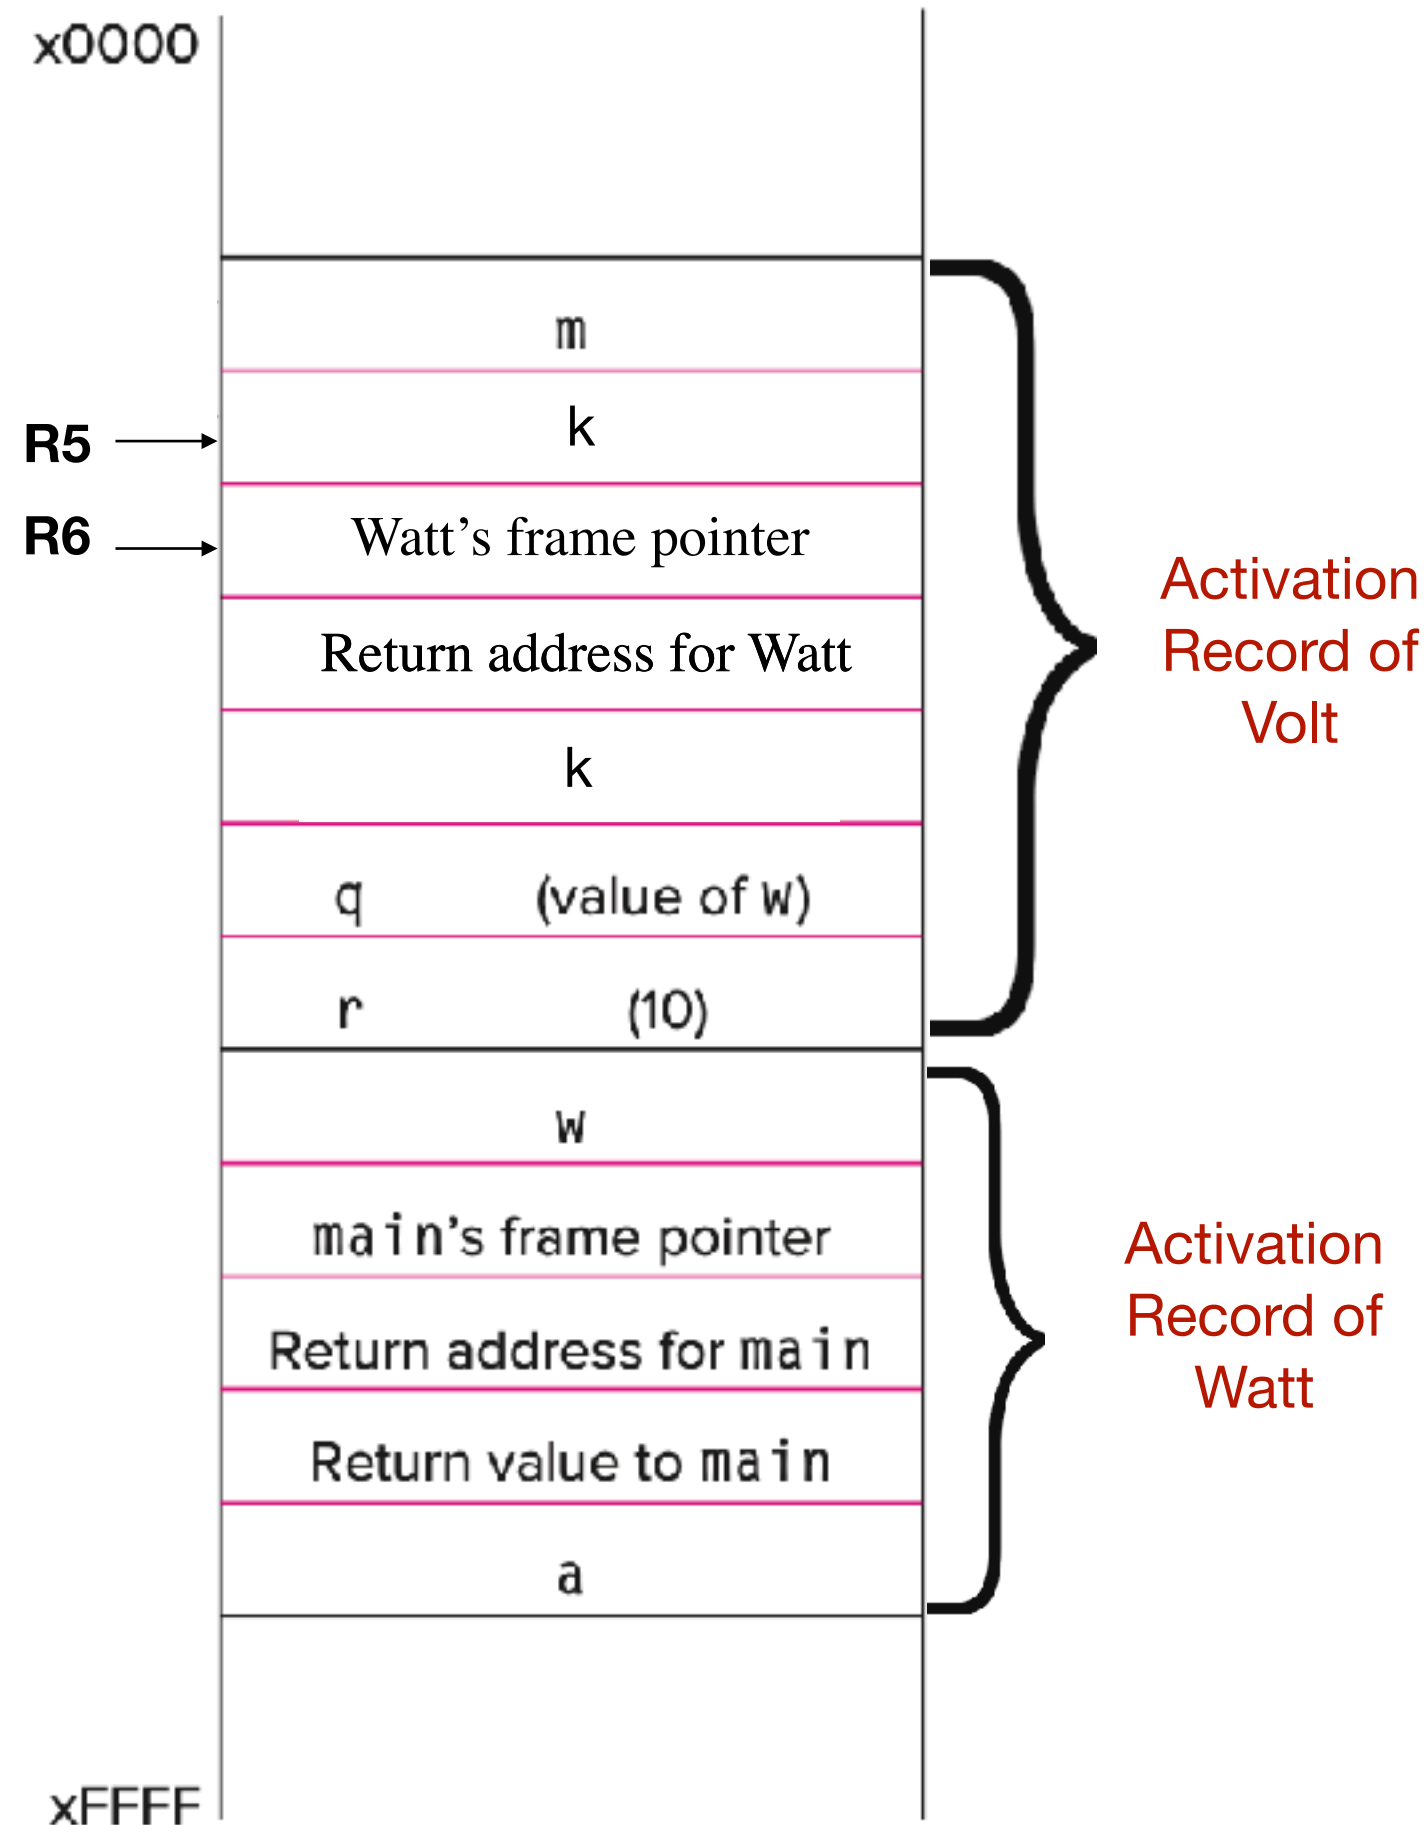 x0000
m
R5
k
R6
Watt’s frame pointer
Return address for Watt
k
q (value of w)
r (10)
Activation
Record of
Volt
w
main’s frame pointer
Return address for main
Return value to main
a
Activation
Record of
Watt
xFFFF